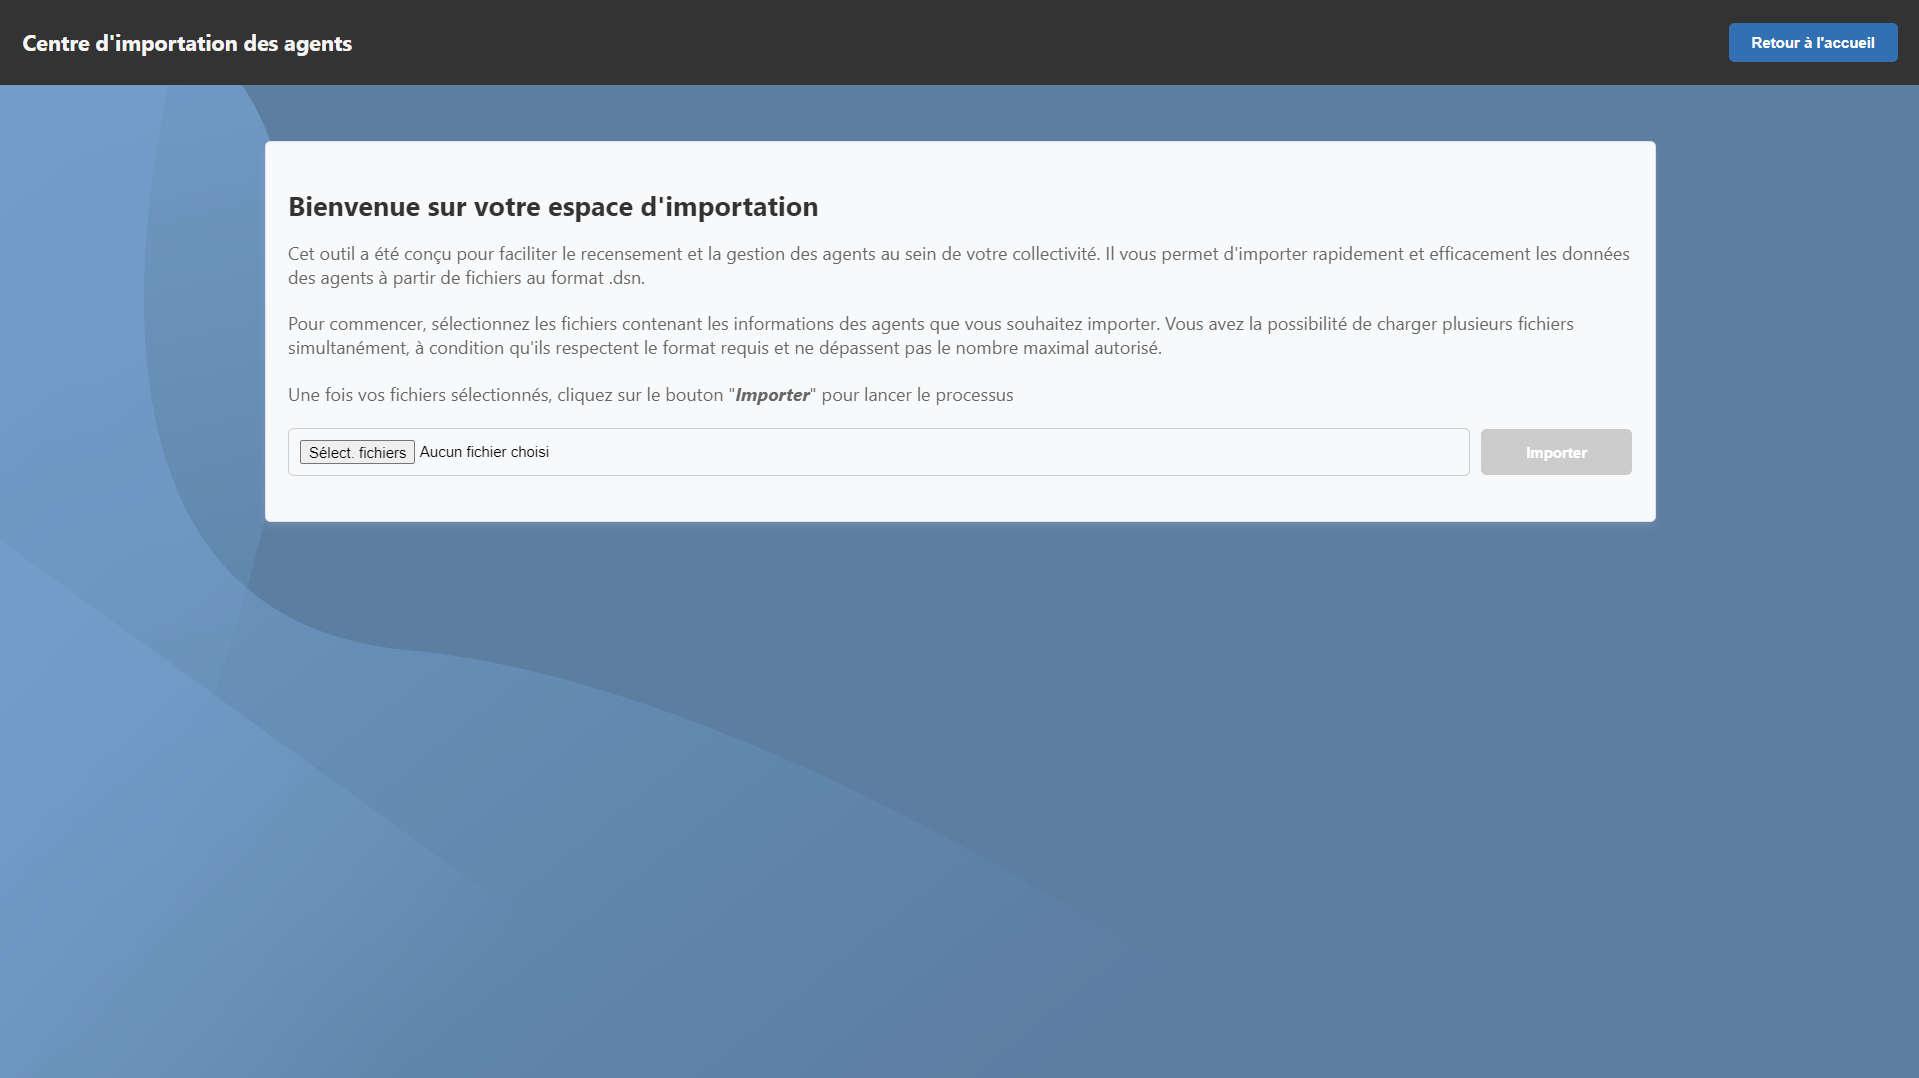 Centre d'importation des agents
Retour à l'accueil
Bienvenue sur votre espace d'importation
Cet outil a été conçu pour faciliter le recensement et la gestion des agents au sein de votre collectivité. Il vous permet d'importer rapidement et efficacement les données
des agents à partir de fichiers au format .dsn.
Pour commencer, sélectionnez les fichiers contenant les informations des agents que vous souhaitez importer. Vous avez la possibilité de charger plusieurs fichiers
simultanément, à condition qu'ils respectent le format requis et ne dépassent pas le nombre maximal autorisé.
Une fois vos fichiers sélectionnés, cliquez sur le bouton "Importer" pour lancer le processus
Sélect. fichiers Aucun fichier choisi
Importer